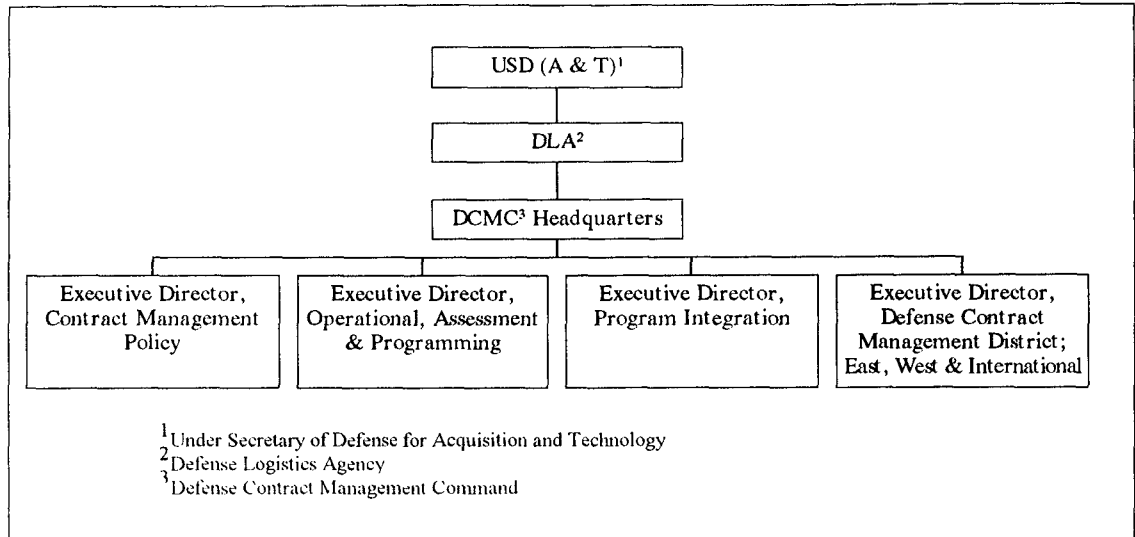 USD (A & T)¹
DLA²
DCMC³ Headquarters
Executive Director,
Contract Management
Policy
Executive Director,
Operational, Assessment
& Programming
Executive Director,
Program Integration
Executive Director,
Defense Contract
Management District;
East, West & International
¹Under Secretary of Defense for Acquisition and Technology
²Defense Logistics Agency
³Defense Contract Management Command